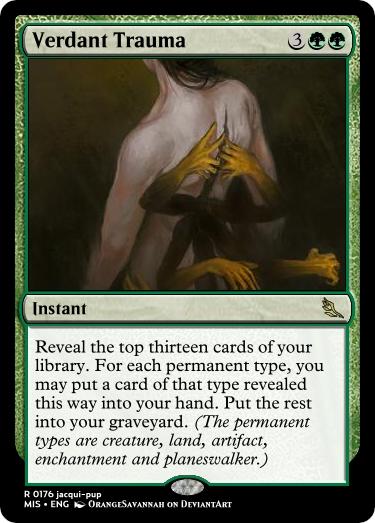 Verdant Trauma 3
Instant
Reveal the top thirteen cards of your
library. For each permanent type, you
may put a card of that type revealed
this way into your hand. Put the rest
into your graveyard. (The permanent
types are creature, land, artifact,
enchantment and planeswalker.)
R 0176 jacqui-pup
MIS • ENG OrangeSavannah on DeviantArt